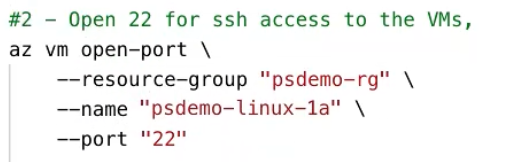 #2 - Open 22 for ssh access to the VMs,
az vm open-port \
    --resource-group "psdemo-rg" \
    --name "psdemo-linux-1a" \
    --port "22"